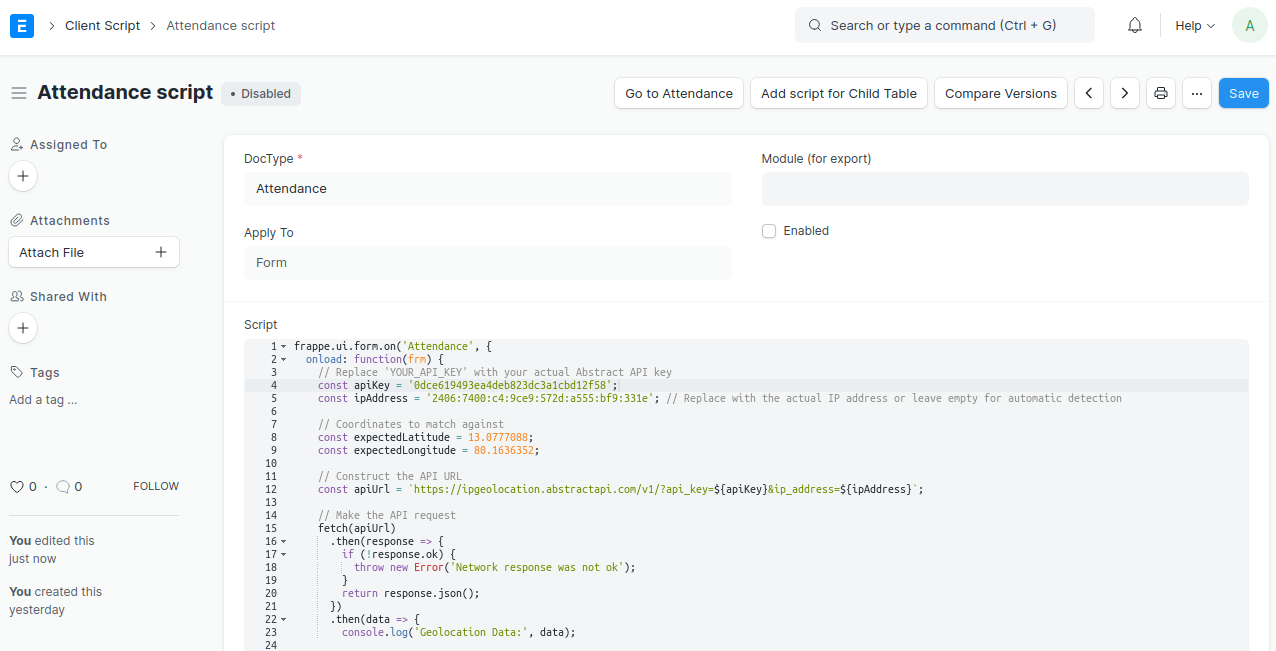 E > Client Script > Attendance script
Search or type a command (Ctrl + G)
Help
A
Attendance script
• Disabled
Go to Attendance
Add script for Child Table
Compare Versions
Save
Assigned To
Attachments
Attach File
Shared With
Tags
Add a tag ...
0 · 0 FOLLOW
You edited this
just now
You created this
yesterday
DocType *
Attendance
Module (for export)
Apply To
Form
Enabled
Script
1 frappe.ui.form.on('Attendance', {
2 onload: function(frm) {
3 // Replace 'YOUR_API_KEY' with your actual Abstract API key
4 const apiKey = '0dce619493ea4deb823dc3a1cbd12f58';
5 const ipAddress = '2406:7400:c4:9ce9:572d:a555:bf9:331e'; // Replace with the actual IP address or leave empty for automatic detection
6
7 // Coordinates to match against
8 const expectedLatitude = 13.0777088;
9 const expectedLongitude = 80.1636352;
10
11 // Construct the API URL
12 const apiUrl = `https://ipgeolocation.abstractapi.com/v1/?api_key=${apiKey}&ip_address=${ipAddress}`;
13
14 // Make the API request
15 fetch(apiUrl)
16 .then(response => {
17 if (!response.ok) {
18 throw new Error('Network response was not ok');
19 }
20 return response.json();
21 })
22 .then(data => {
23 console.log('Geolocation Data:', data);
24